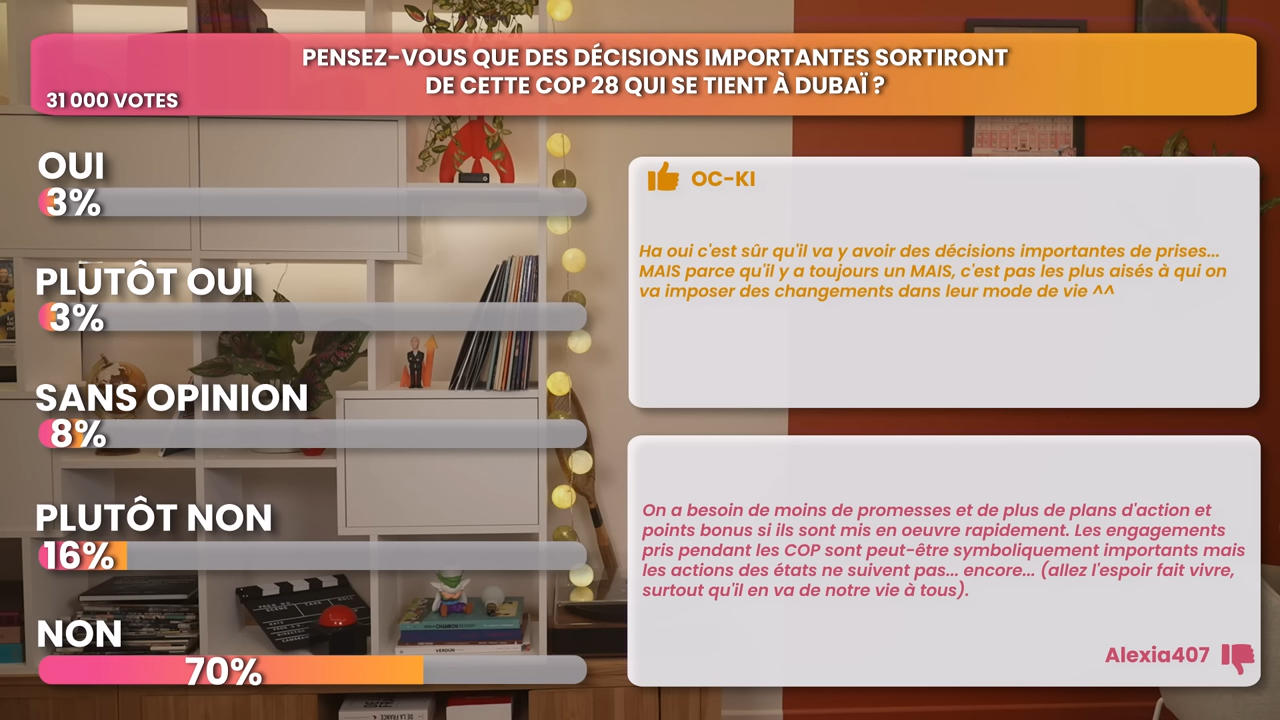 PENSEZ-VOUS QUE DES DÉCISIONS IMPORTANTES SORTIRONT
DE CETTE COP 28 QUI SE TIENT À DUBAÏ ?
31 000 VOTES
OUI
3%
PLUTÔT OUI
3%
SANS OPINION
8%
PLUTÔT NON
16%
NON
70%
OC-KI
Ha oui c'est sûr qu'il va y avoir des décisions importantes de prises...
MAIS parce qu'il y a toujours un MAIS, c'est pas les plus aisés à qui on
va imposer des changements dans leur mode de vie ^^
On a besoin de moins de promesses et de plus de plans d'action et
points bonus si ils sont mis en oeuvre rapidement. Les engagements
pris pendant les COP sont peut-être symboliquement importants mais
les actions des états ne suivent pas... encore... (allez l'espoir fait vivre,
surtout qu'il en va de notre vie à tous).
Alexia407
VERDUN